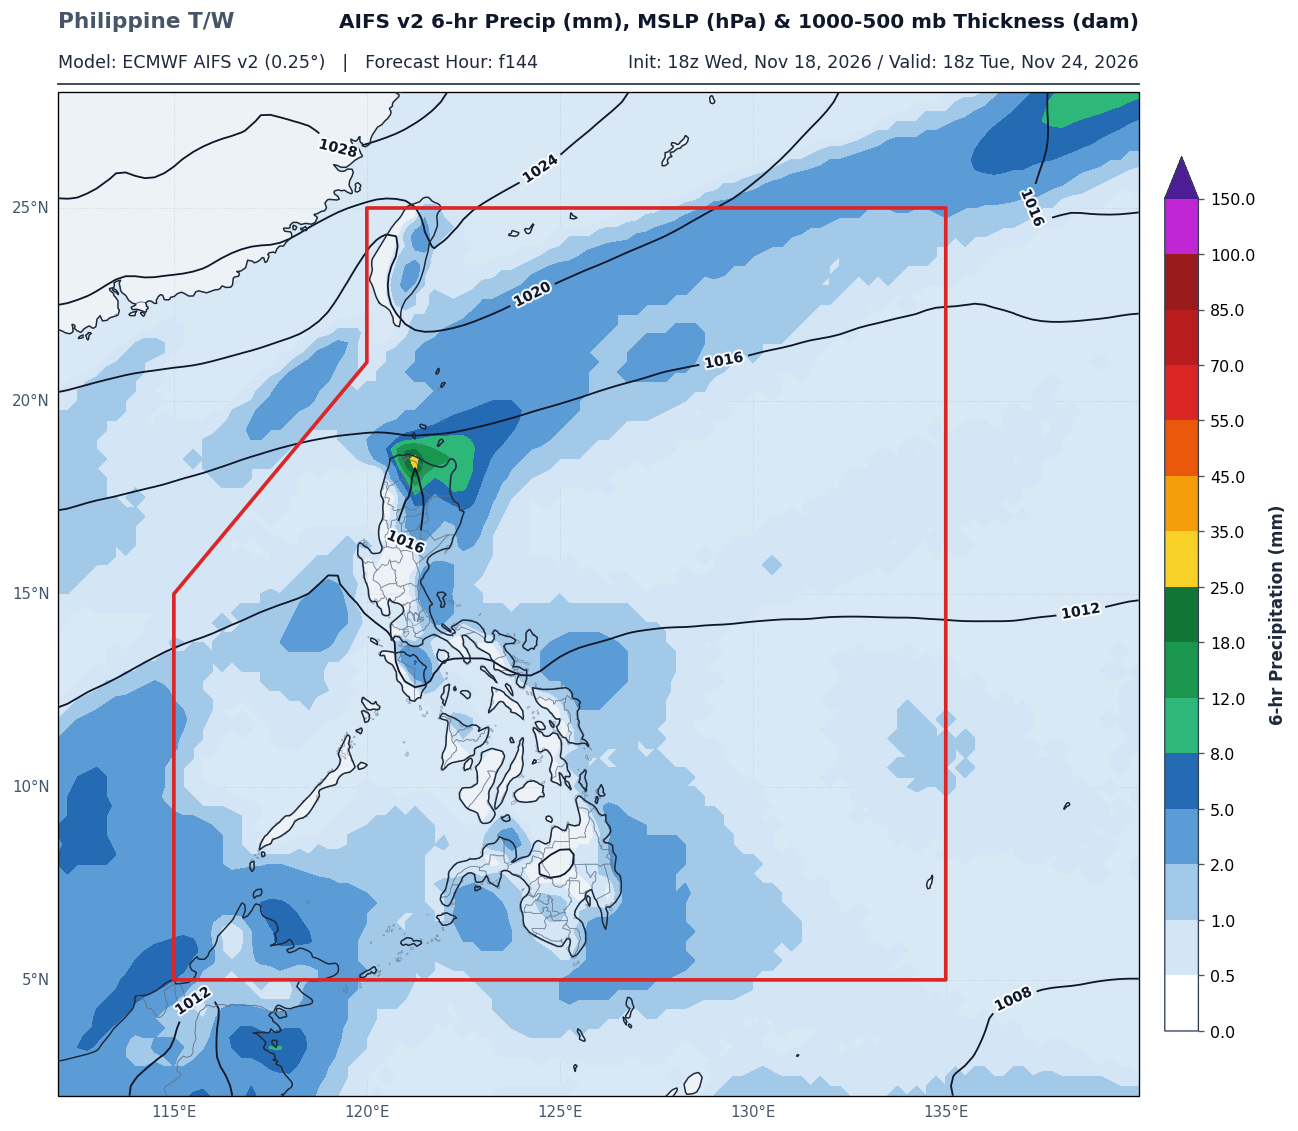 Philippine T/W
AIFS v2 6-hr Precip (mm), MSLP (hPa) & 1000-500 mb Thickness (dam)
Model: ECMWF AIFS v2 (0.25°) | Forecast Hour: f144
Init: 18z Wed, Nov 18, 2026 / Valid: 18z Tue, Nov 24, 2026
1028
1024
1016
1020
1016
1016
1012
1012
1008
25°N
20°N
15°N
10°N
5°N
115°E
120°E
125°E
130°E
135°E
150.0
100.0
85.0
70.0
55.0
45.0
35.0
25.0
18.0
12.0
8.0
5.0
2.0
1.0
0.5
0.0
6-hr Precipitation (mm)